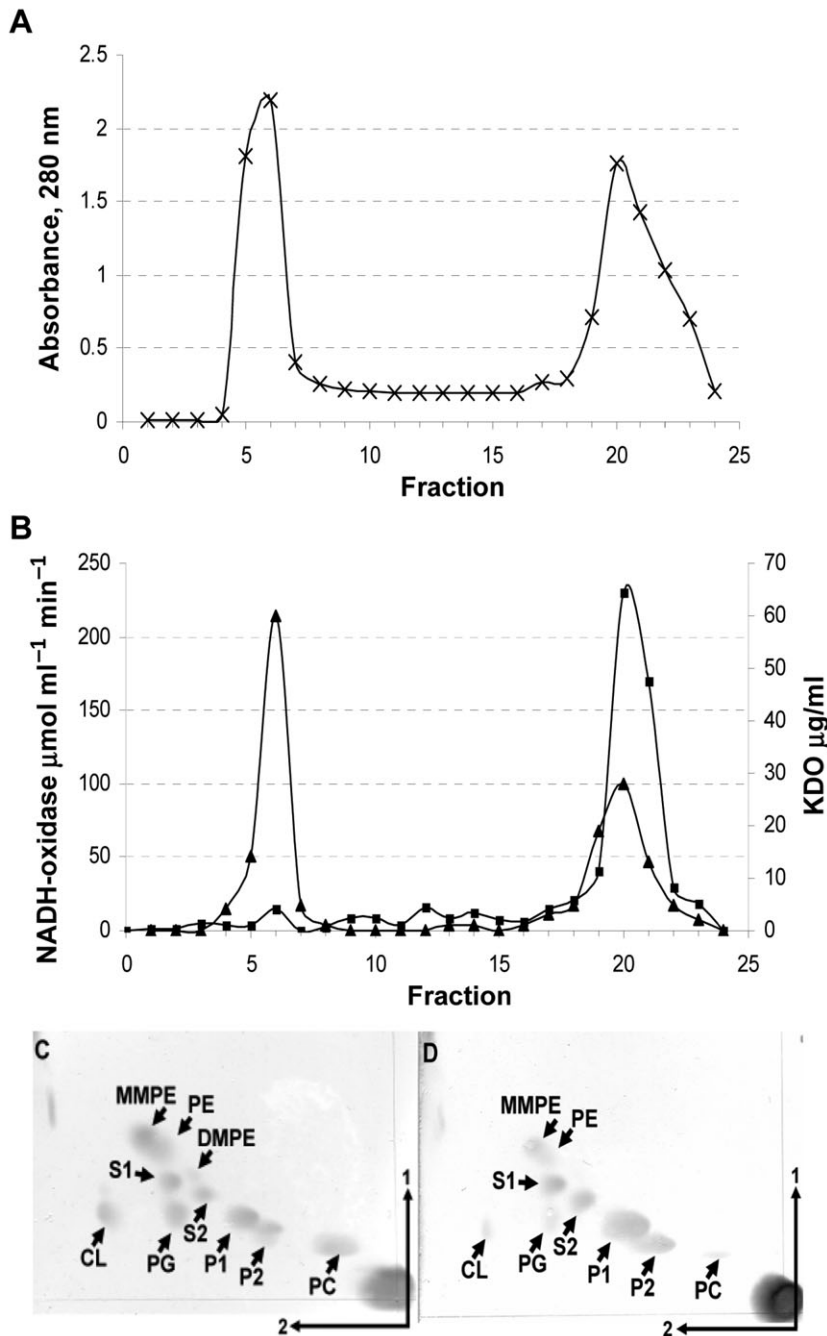 A
2.5
2
1.5
1
0.5
0
Absorbance, 280 nm
0 5 10 15 20 25
Fraction
B
250
200
150
100
50
0
NADH-oxidase μmol ml⁻¹ min⁻¹
70
60
50
40
30
20
10
0
KDO μg/ml
0 5 10 15 20 25
Fraction
C
MMPE
PE
DMPE
S1
S2
CL
PG
P1
P2
PC
1
2
D
MMPE
PE
S1
CL
PG
S2
P1
P2
PC
1
2